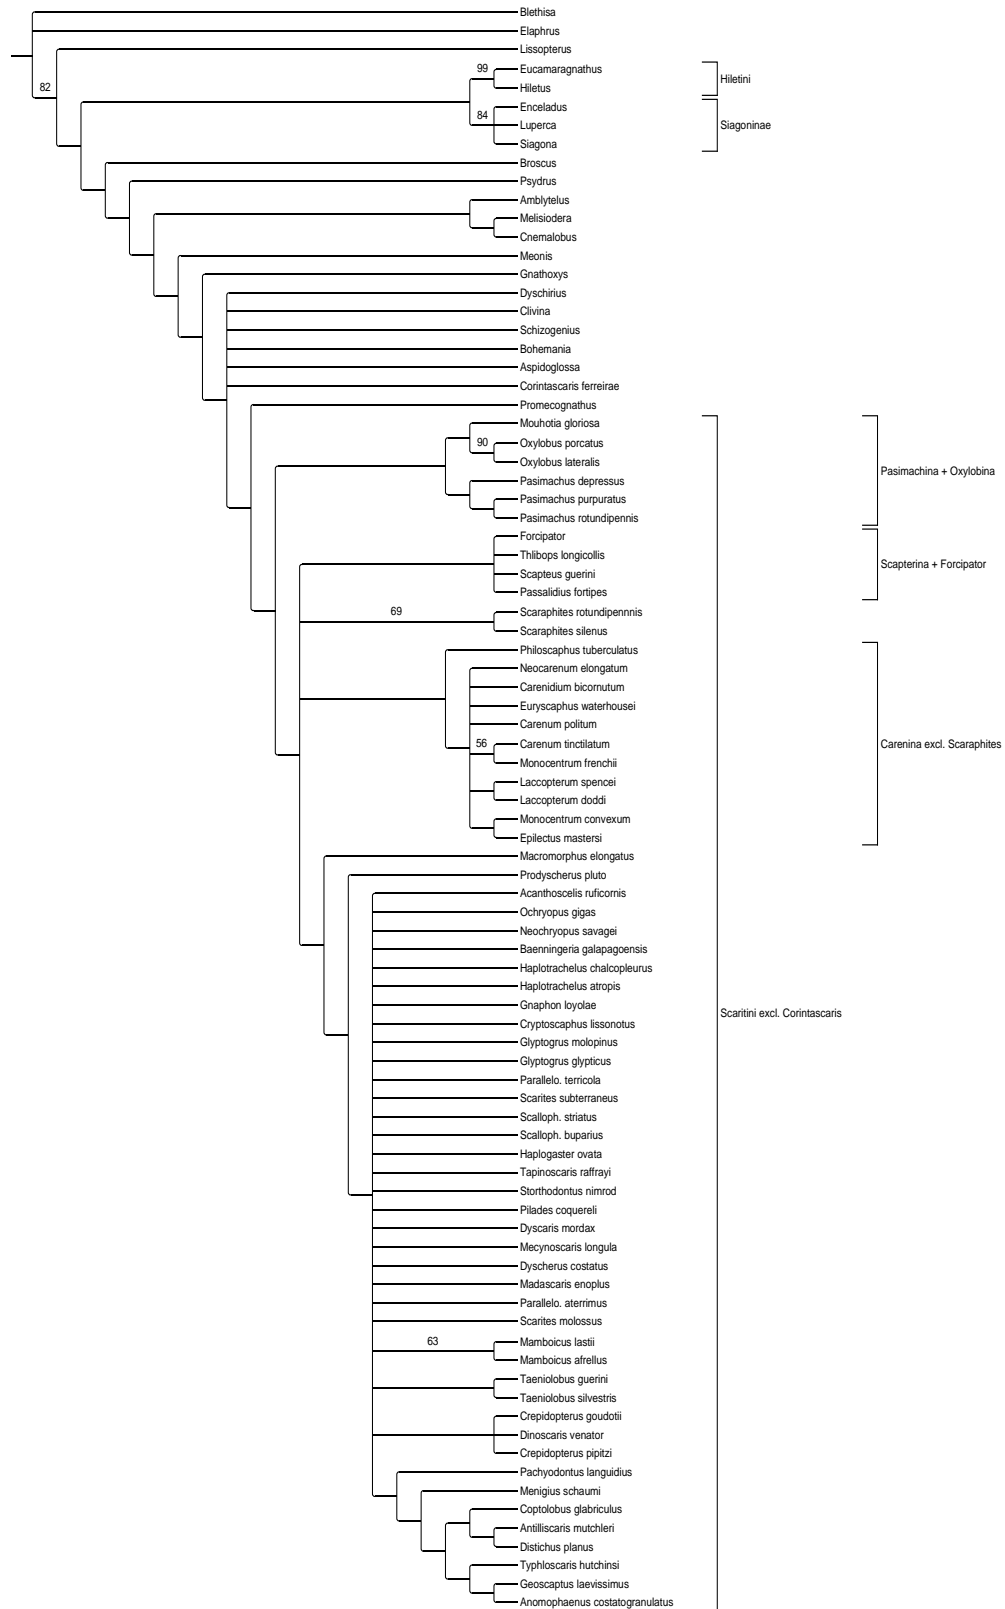 Blethisa
Elaphrus
Lissopterus
82
99
Eucamaragnathus
Hiletus
Hiletini
84
Enceladus
Luperca
Siagona
Siagoninae
Broscus
Psydrus
Amblytelus
Melisiodera
Cnemalobus
Meonis
Gnathoxys
Dyschirius
Clivina
Schizogenius
Bohemania
Aspidoglossa
Corintascaris ferreirae
Promecognathus
Mouhotia gloriosa
90
Oxylobus porcatus
Oxylobus lateralis
Pasimachus depressus
Pasimachus purpuratus
Pasimachus rotundipennis
Pasimachina + Oxylobina
Forcipator
Thlibops longicollis
Scapteus guerini
Passalidius fortipes
Scapterina + Forcipator
69
Scaraphites rotundipennnis
Scaraphites silenus
Philoscaphus tuberculatus
Neocarenum elongatum
Carenidium bicornutum
Euryscaphus waterhousei
Carenum politum
56
Carenum tinctilatum
Monocentrum frenchii
Laccopterum spencei
Laccopterum doddi
Monocentrum convexum
Epilectus mastersi
Carenina excl. Scaraphites
Macromorphus elongatus
Prodyscherus pluto
Acanthoscelis ruficornis
Ochryopus gigas
Neochryopus savagei
Baenningeria galapagoensis
Haplotrachelus chalcopleurus
Haplotrachelus atropis
Gnaphon loyolae
Cryptoscaphus lissonotus
Scaritini excl. Corintascaris
Glyptogrus molopinus
Glyptogrus glypticus
Parallelo. terricola
Scarites subterraneus
Scalloph. striatus
Scalloph. buparius
Haplogaster ovata
Tapinoscaris raffrayi
Storthodontus nimrod
Pilades coquereli
Dyscaris mordax
Mecynoscaris longula
Dyscherus costatus
Madascaris enoplus
Parallelo. aterrimus
Scarites molossus
63
Mamboicus lastii
Mamboicus afrellus
Taeniolobus guerini
Taeniolobus silvestris
Crepidopterus goudotii
Dinoscaris venator
Crepidopterus pipitzi
Pachyodontus languidius
Menigius schaumi
Coptolobus glabriculus
Antilliscaris mutchleri
Distichus planus
Typhloscaris hutchinsi
Geoscaptus laevissimus
Anomophaenus costatogranulatus